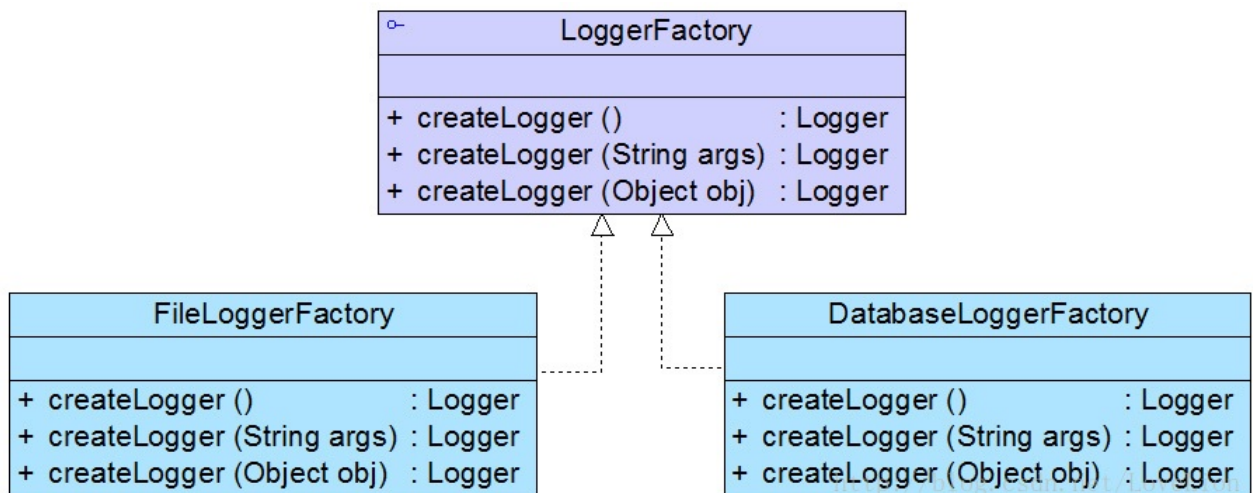 LoggerFactory
+ createLogger () : Logger
+ createLogger (String args) : Logger
+ createLogger (Object obj) : Logger
FileLoggerFactory
+ createLogger () : Logger
+ createLogger (String args) : Logger
+ createLogger (Object obj) : Logger
DatabaseLoggerFactory
+ createLogger () : Logger
+ createLogger (String args) : Logger
+ createLogger (Object obj) : Logger